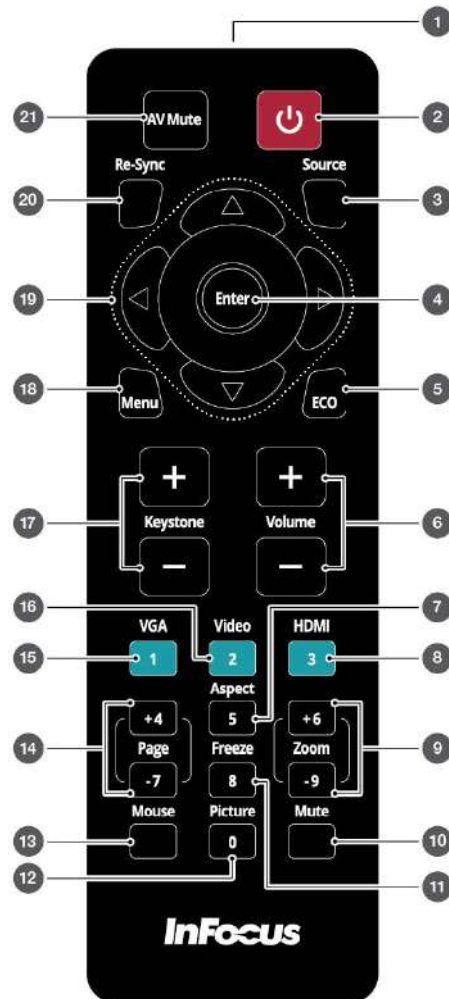 1
21 AV Mute 2
Re-Sync Source
20 3
19 Enter 4
18 Menu ECO 5
+ +
17 Keystone Volume 6
- -
16 7
VGA Video HDMI
15 1 2 3 8
Aspect
+4 5 +6
14 Page Freeze Zoom 9
-7 8 -9
Mouse Picture Mute
13 0 10
12 11
InFocus